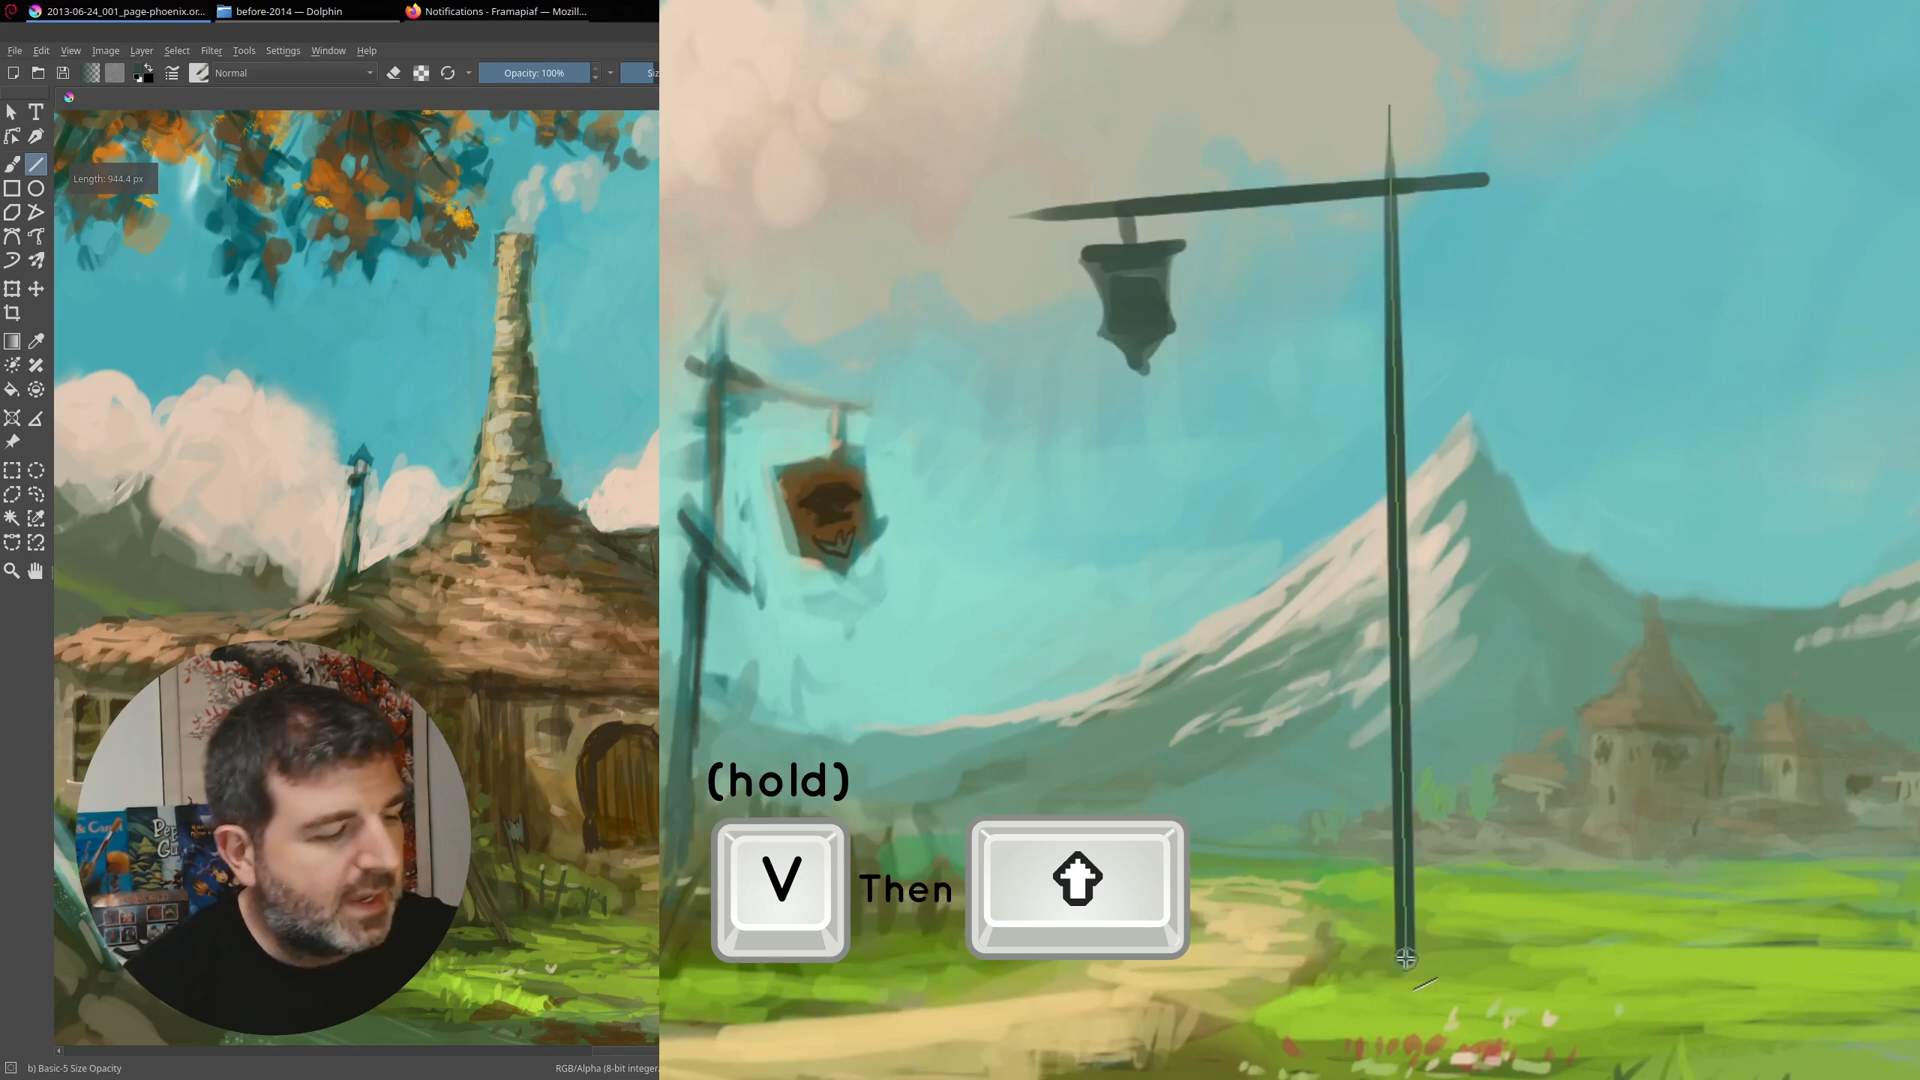 2013-06-24_001_page-phoenix.or...
before-2014 — Dolphin
Notifications - Framapiaf — Mozill...
File Edit View Image Layer Select Filter Tools Settings Window Help
Normal
Opacity: 100%
Siz
Length: 944.4 px
(hold)
V Then
b) Basic-5 Size Opacity
RGB/Alpha (8-bit integer